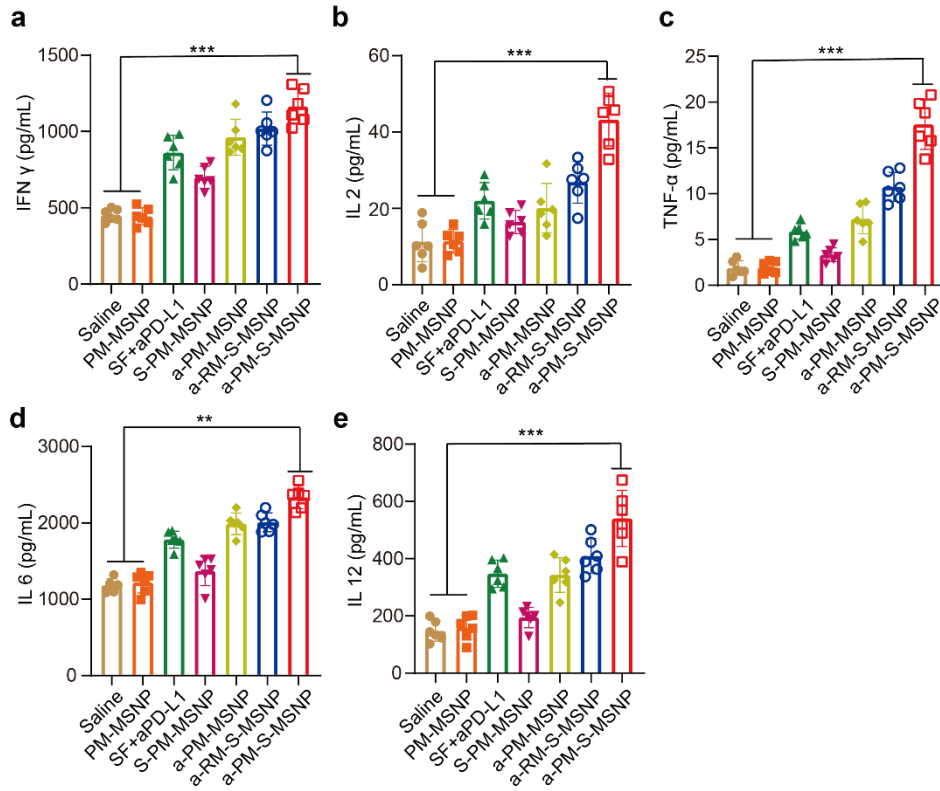 a
***
IFN γ (pg/mL)
1500
1000
500
0
Saline
PM-MSNP
SF+aPD-L1
S-PM-MSNP
a-PM-MSNP
a-RM-S-MSNP
a-PM-S-MSNP
b
***
IL 2 (pg/mL)
60
40
20
0
Saline
PM-MSNP
SF+aPD-L1
S-PM-MSNP
a-PM-MSNP
a-RM-S-MSNP
a-PM-S-MSNP
c
***
TNF-α (pg/mL)
25
20
15
10
5
0
Saline
PM-MSNP
SF+aPD-L1
S-PM-MSNP
a-PM-MSNP
a-RM-S-MSNP
a-PM-S-MSNP
d
**
IL 6 (pg/mL)
3000
2000
1000
0
Saline
PM-MSNP
SF+aPD-L1
S-PM-MSNP
a-PM-MSNP
a-RM-S-MSNP
a-PM-S-MSNP
e
***
IL 12 (pg/mL)
800
600
400
200
0
Saline
PM-MSNP
SF+aPD-L1
S-PM-MSNP
a-PM-MSNP
a-RM-S-MSNP
a-PM-S-MSNP